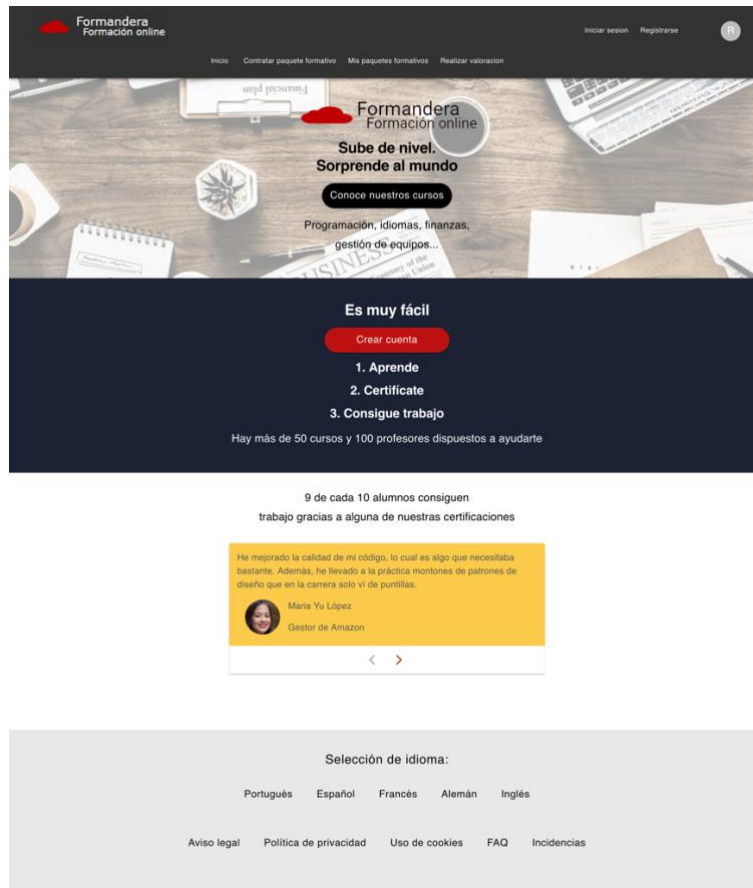 Formandera
Formación online
Iniciar sesion Registrarse R
Inicio Contratar paquete formativo Mis paquetes formativos Realizar valoracion
Financial plan
Formandera
Formación online
Sube de nivel.
Sorprende al mundo
Conoce nuestros cursos
Programación, idiomas, finanzas,
gestión de equipos...
BUSINESS
Economy of the
Union
Es muy fácil
Crear cuenta
1. Aprende
2. Certifícate
3. Consigue trabajo
Hay más de 50 cursos y 100 profesores dispuestos a ayudarte
9 de cada 10 alumnos consiguen
trabajo gracias a alguna de nuestras certificaciones
He mejorado la calidad de mi código, lo cual es algo que necesitaba
bastante. Además, he llevado a la práctica montones de patrones de
diseño que en la carrera solo vi de puntillas.
Maria Yu López
Gestor de Amazon
Selección de idioma:
Portugués Español Francés Alemán Inglés
Aviso legal Política de privacidad Uso de cookies FAQ Incidencias